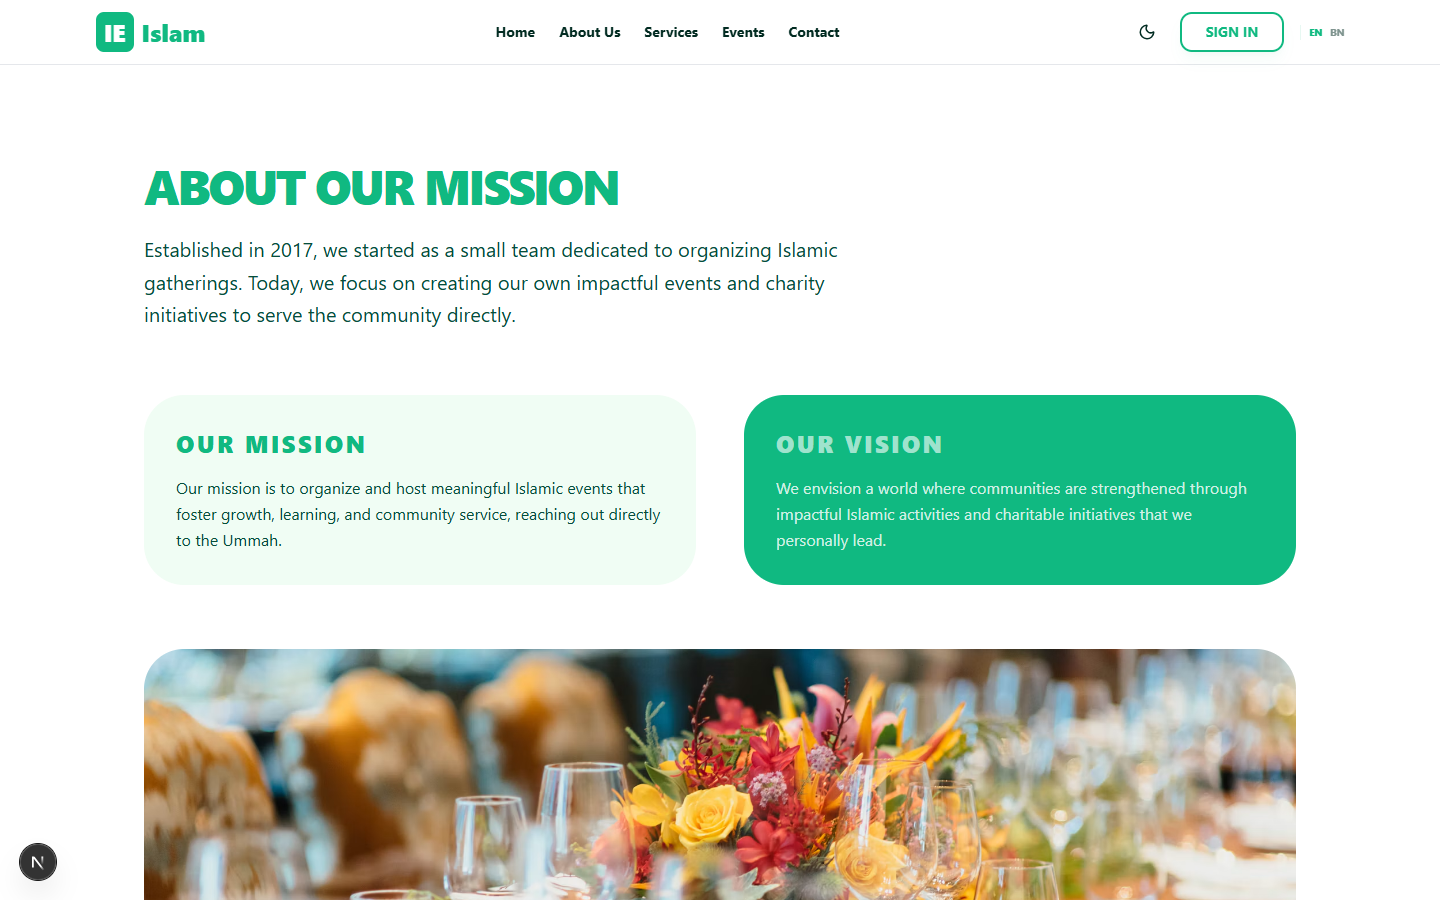 IE Islam
Home About Us Services Events Contact
SIGN IN
EN BN
ABOUT OUR MISSION
Established in 2017, we started as a small team dedicated to organizing Islamic
gatherings. Today, we focus on creating our own impactful events and charity
initiatives to serve the community directly.
OUR MISSION
Our mission is to organize and host meaningful Islamic events that
foster growth, learning, and community service, reaching out directly
to the Ummah.
OUR VISION
We envision a world where communities are strengthened through
impactful Islamic activities and charitable initiatives that we
personally lead.
N